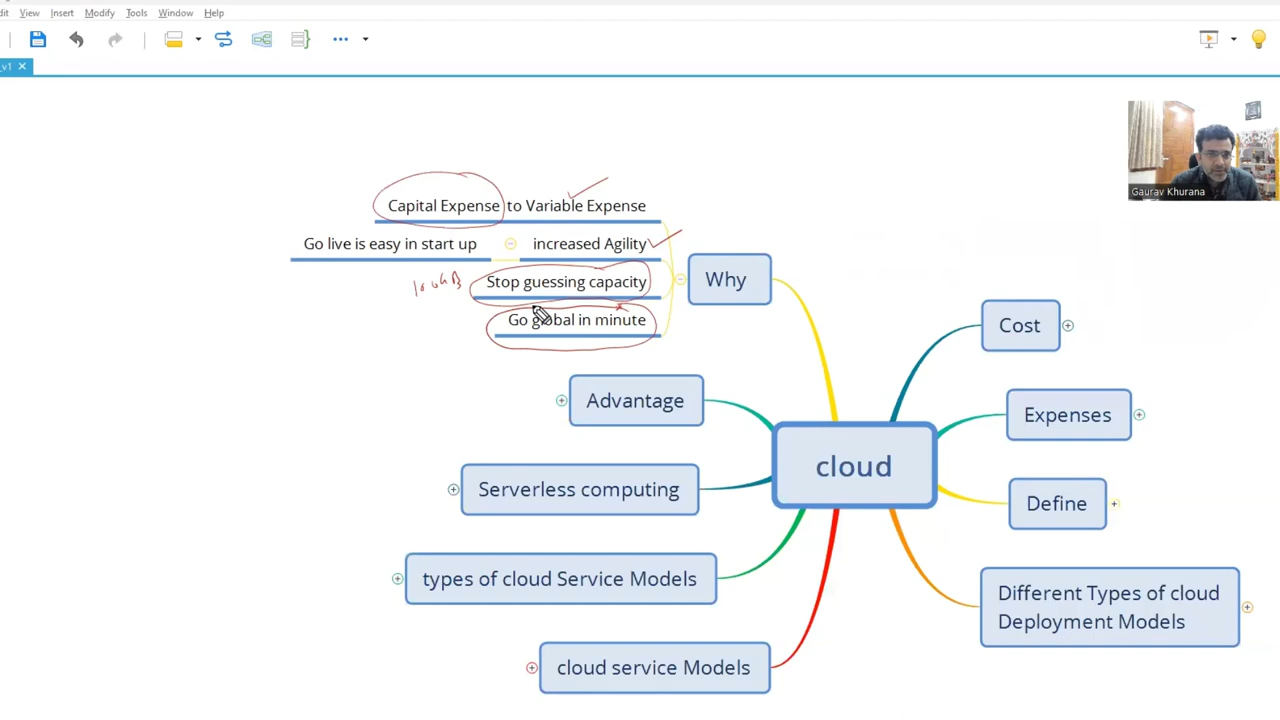 View Insert Modify Tools Window Help
_v1
Gaurav Khurana
Capital Expense to Variable Expense
Go live is easy in start up
increased Agility
Stop guessing capacity
Go global in minute
Why
Advantage
Serverless computing
types of cloud Service Models
cloud service Models
cloud
Cost
Expenses
Define
Different Types of cloud
Deployment Models